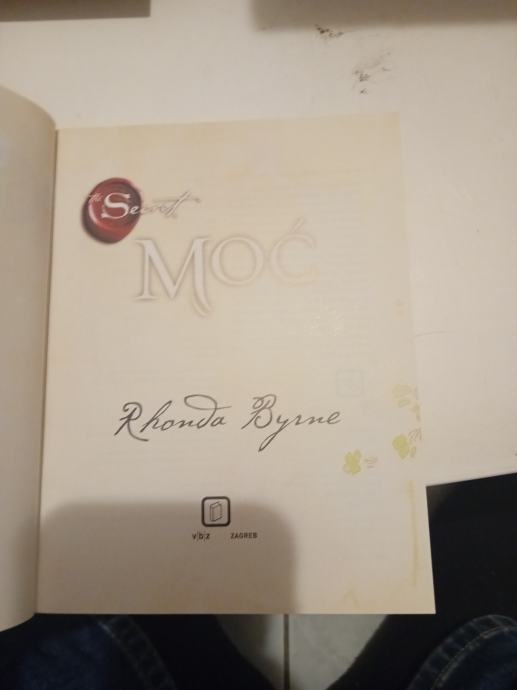 The Secret
MOĆ
Rhonda Byrne
v|b|z ZAGREB